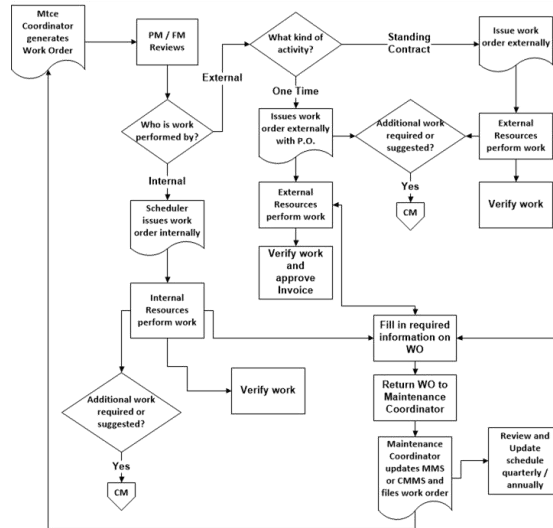 Mtce
Coordinator
generates
Work Order
PM / FM
Reviews
What kind of
activity?
Standing
Contract
Issue work
order externally
External
One Time
Who is work
performed by?
Issues work
order externally
with P.O.
Additional work
required or
suggested?
External
Resources
perform work
Internal
Yes
CM
Verify work
Scheduler
issues work
order internally
External
Resources
perform work
Verify work
and
approve
Invoice
Internal
Resources
perform work
Fill in required
information on
WO
Additional work
required or
suggested?
Verify work
Return WO to
Maintenance
Coordinator
Yes
CM
Maintenance
Coordinator
updates MMS
or CMMS and
files work order
Review and
Update
schedule
quarterly /
annually